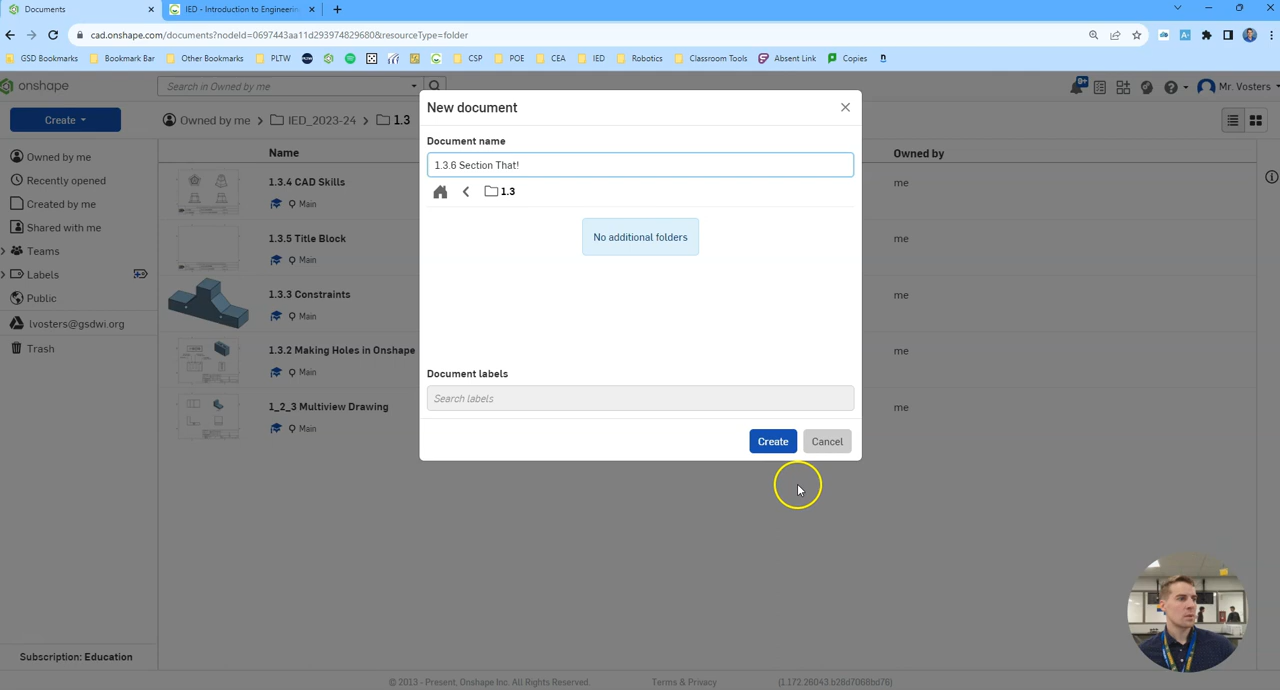 Documents
IED - Introduction to Engineerin
cad.onshape.com/documents?nodeId=0697443aa11d293974829680&resourceType=folder
GSD Bookmarks
Bookmark Bar
Other Bookmarks
PLTW
CSP
POE
CEA
IED
Robotics
Classroom Tools
Absent Link
Copies
onshape
Search in Owned by me
Mr. Vosters
Create
Owned by me > IED_2023-24 > 1.3
Name
Owned by
Owned by me
Recently opened
Created by me
Shared with me
Teams
Labels
Public
lvosters@gsdwi.org
Trash
1.3.4 CAD Skills
Main
me
1.3.5 Title Block
Main
me
1.3.3 Constraints
Main
me
1.3.2 Making Holes in Onshape
Main
me
1_2_3 Multiview Drawing
Main
me
New document
Document name
1.3.6 Section That!
1.3
No additional folders
Document labels
Search labels
Create
Cancel
Subscription: Education
© 2013 - Present, Onshape Inc. All Rights Reserved.
Terms & Privacy